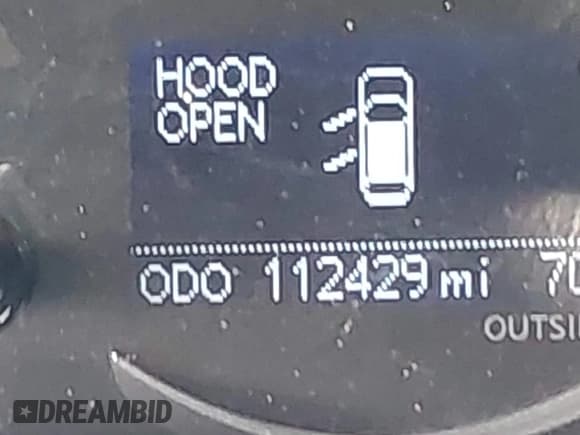 HOOD
OPEN
ODO 112429 mi
DREAMBID